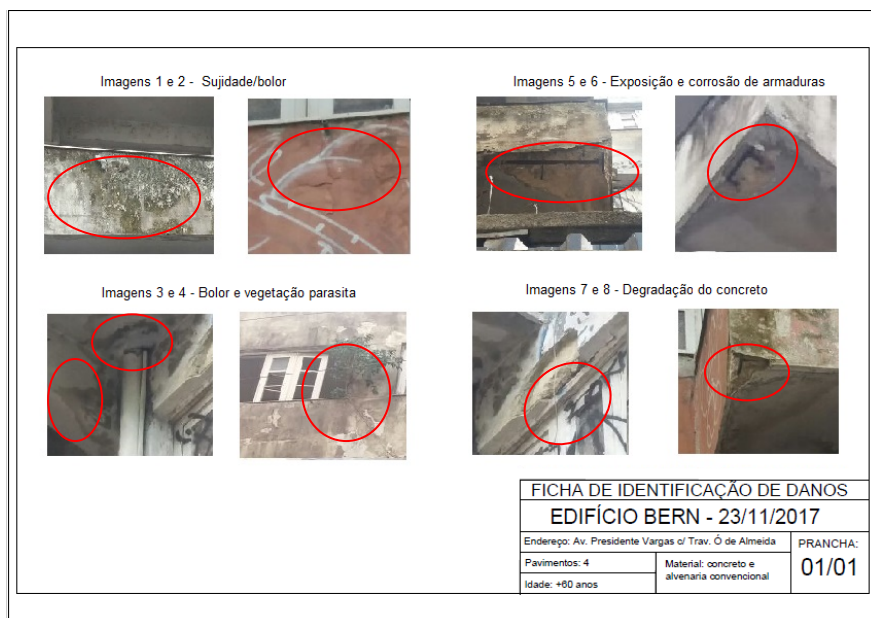 Imagens 1 e 2 - Sujidade/bolor
Imagens 5 e 6 - Exposição e corrosão de armaduras
Imagens 3 e 4 - Bolor e vegetação parasita
Imagens 7 e 8 - Degradação do concreto
FICHA DE IDENTIFICAÇÃO DE DANOS
EDIFÍCIO BERN - 23/11/2017
Endereço: Av. Presidente Vargas c/ Trav. Ó de Almeida
PRANCHA:
01/01
Pavimentos: 4
Material: concreto e
alvenaria convencional
Idade: +60 anos